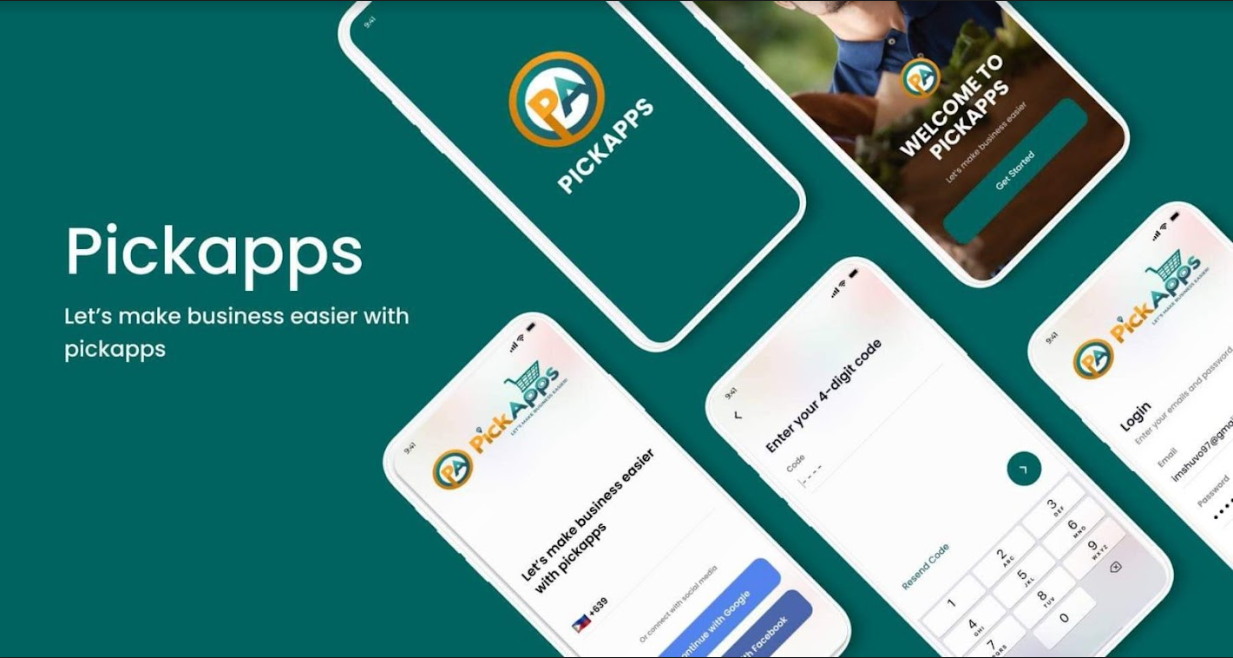 Pickapps
Let's make business easier with
pickapps
9:41
PA
PICKAPPS
PA
WELCOME TO
PICKAPPS
Let's make business easier
Get Started
9:41
PA PickApps
LET'S MAKE BUSINESS EASIER!
Let's make business easier
with pickapps
+639
Or connect with social media
ontinue with Google
th Facebook
9:41
Enter your 4-digit code
Code
- - - -
Resend Code
1
2 ABC
3 DEF
4 GHI
5 JKL
6 MNO
7
8 TUV
9 WXYZ
0
9:41
PA PickApps
LET'S MAKE BUSINESS EASIER!
Login
Enter your emails and password
Email
imshuvo97@gmai
Password
••••